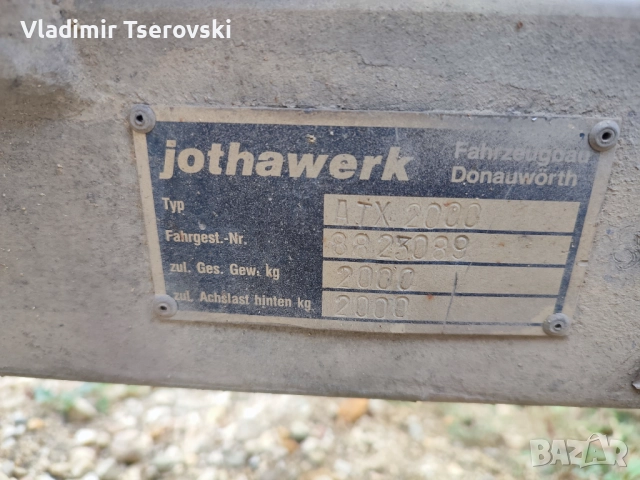 Vladimir Tserovski
jothawerk Fahrzeugbau
Donauwörth
Typ ATX 2000
Fahrgest.-Nr. 8823089
zul. Ges. Gew. kg 2000
zul. Achslast hinten kg 2000
BAZAR